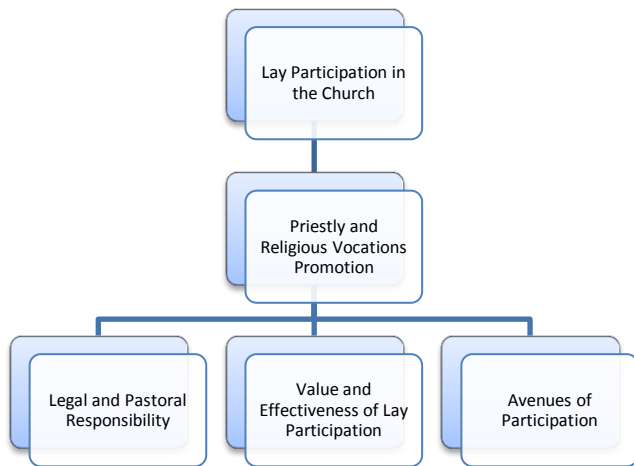 Lay Participation in
the Church
Priestly and
Religious Vocations
Promotion
Legal and Pastoral
Responsibility
Value and
Effectiveness of Lay
Participation
Avenues of
Participation